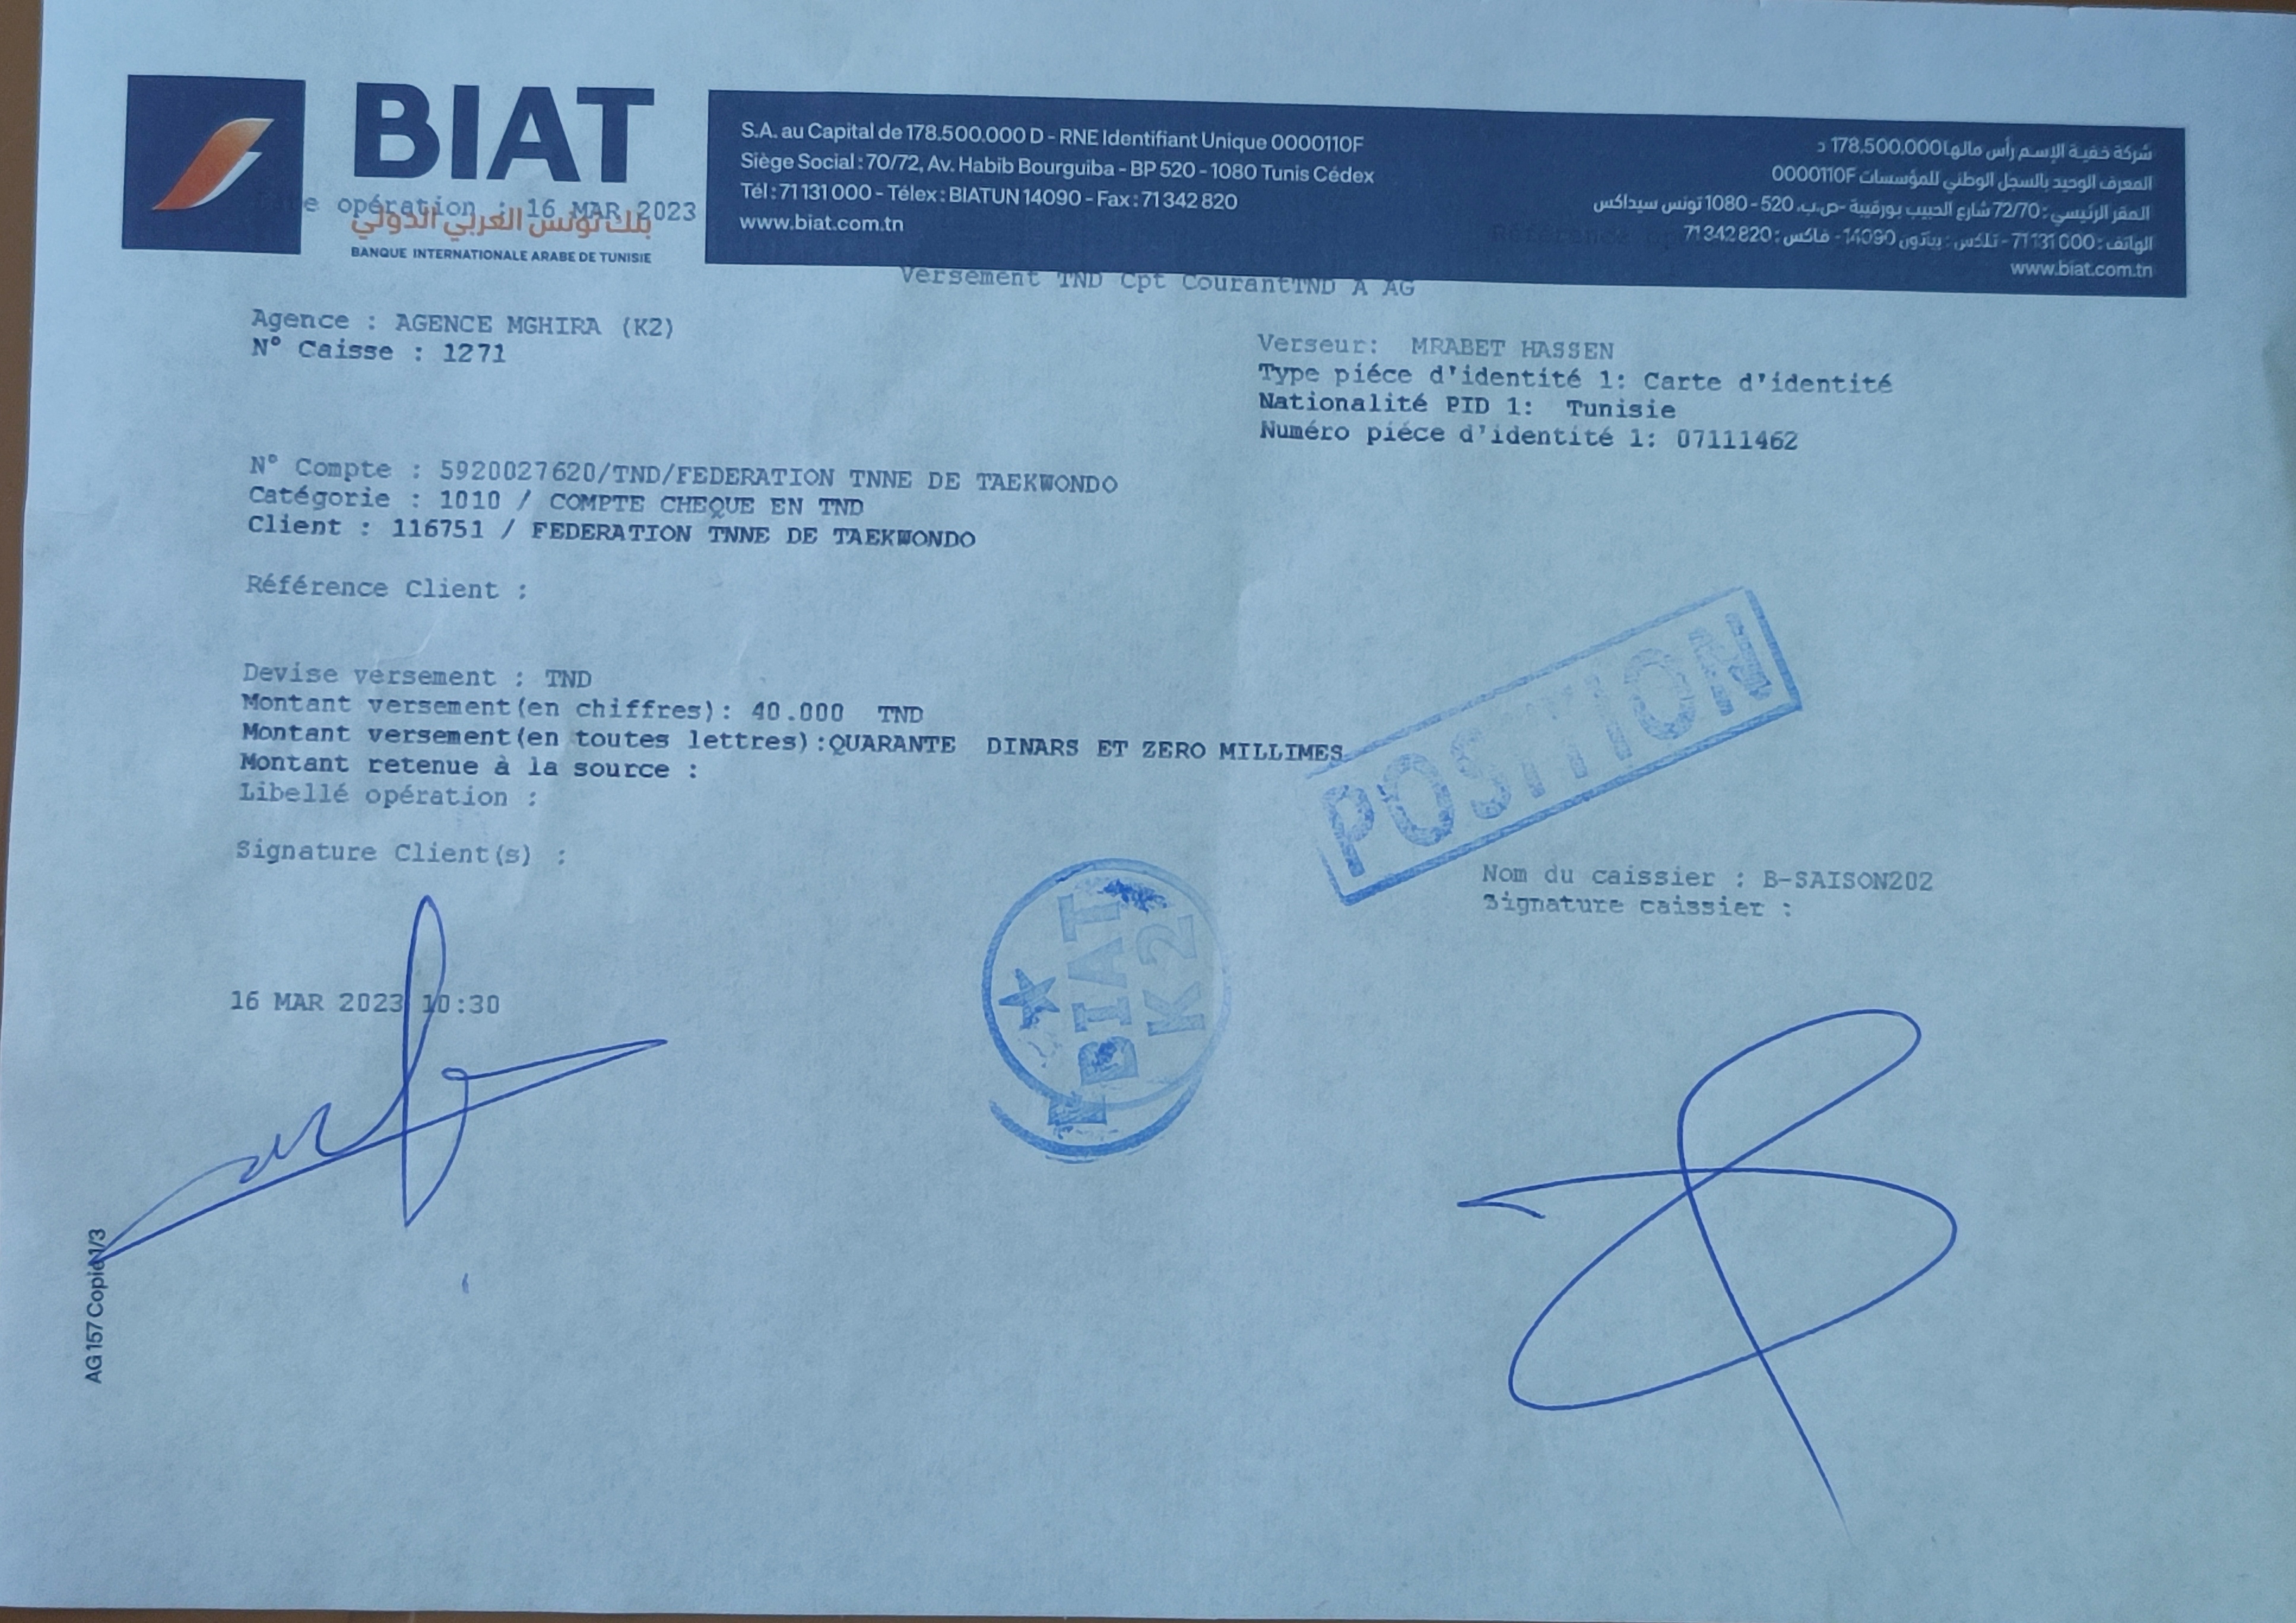 BIAT
بنك تونس العربي الدولي
BANQUE INTERNATIONALE ARABE DE TUNISIE
S.A. au Capital de 178.500.000 D - RNE Identifiant Unique 0000110F
Siège Social : 70/72, Av. Habib Bourguiba - BP 520 - 1080 Tunis Cédex
Tél : 71 131 000 - Télex : BIATUN 14090 - Fax : 71 342 820
www.biat.com.tn
شركة خفية الإسم رأس مالها 178.500.000 د
المعرف الوحيد بالسجل الوطني للمؤسسات 0000110F
المقر الرئيسي : 72/70 شارع الحبيب بورقيبة -ص.ب. 520 - 1080 تونس سيداكس
الهاتف : 71131 000 - تلكس : بياتون 14090 - فاكس : 71 342 820
www.biat.com.tn
opération : 16 MAR 2023
Référence
Versement TND Cpt CourantTND A AG
Agence : AGENCE MGHIRA (K2)
N° Caisse : 1271
Verseur: MRABET HASSEN
Type piéce d'identité 1: Carte d'identité
Nationalité PID 1: Tunisie
Numéro piéce d'identité 1: 07111462
N° Compte : 5920027620/TND/FEDERATION TNNE DE TAEKWONDO
Catégorie : 1010 / COMPTE CHEQUE EN TND
Client : 116751 / FEDERATION TNNE DE TAEKWONDO
Référence Client :
Devise versement : TND
Montant versement(en chiffres): 40.000 TND
Montant versement(en toutes lettres):QUARANTE DINARS ET ZERO MILLIMES
Montant retenue à la source :
Libellé opération :
Signature Client(s) :
POSITION
Nom du caissier : B-SAISON202
Signature caissier :
BIAT
K2
16 MAR 2023 10:30
AG 157 Copie 1/3